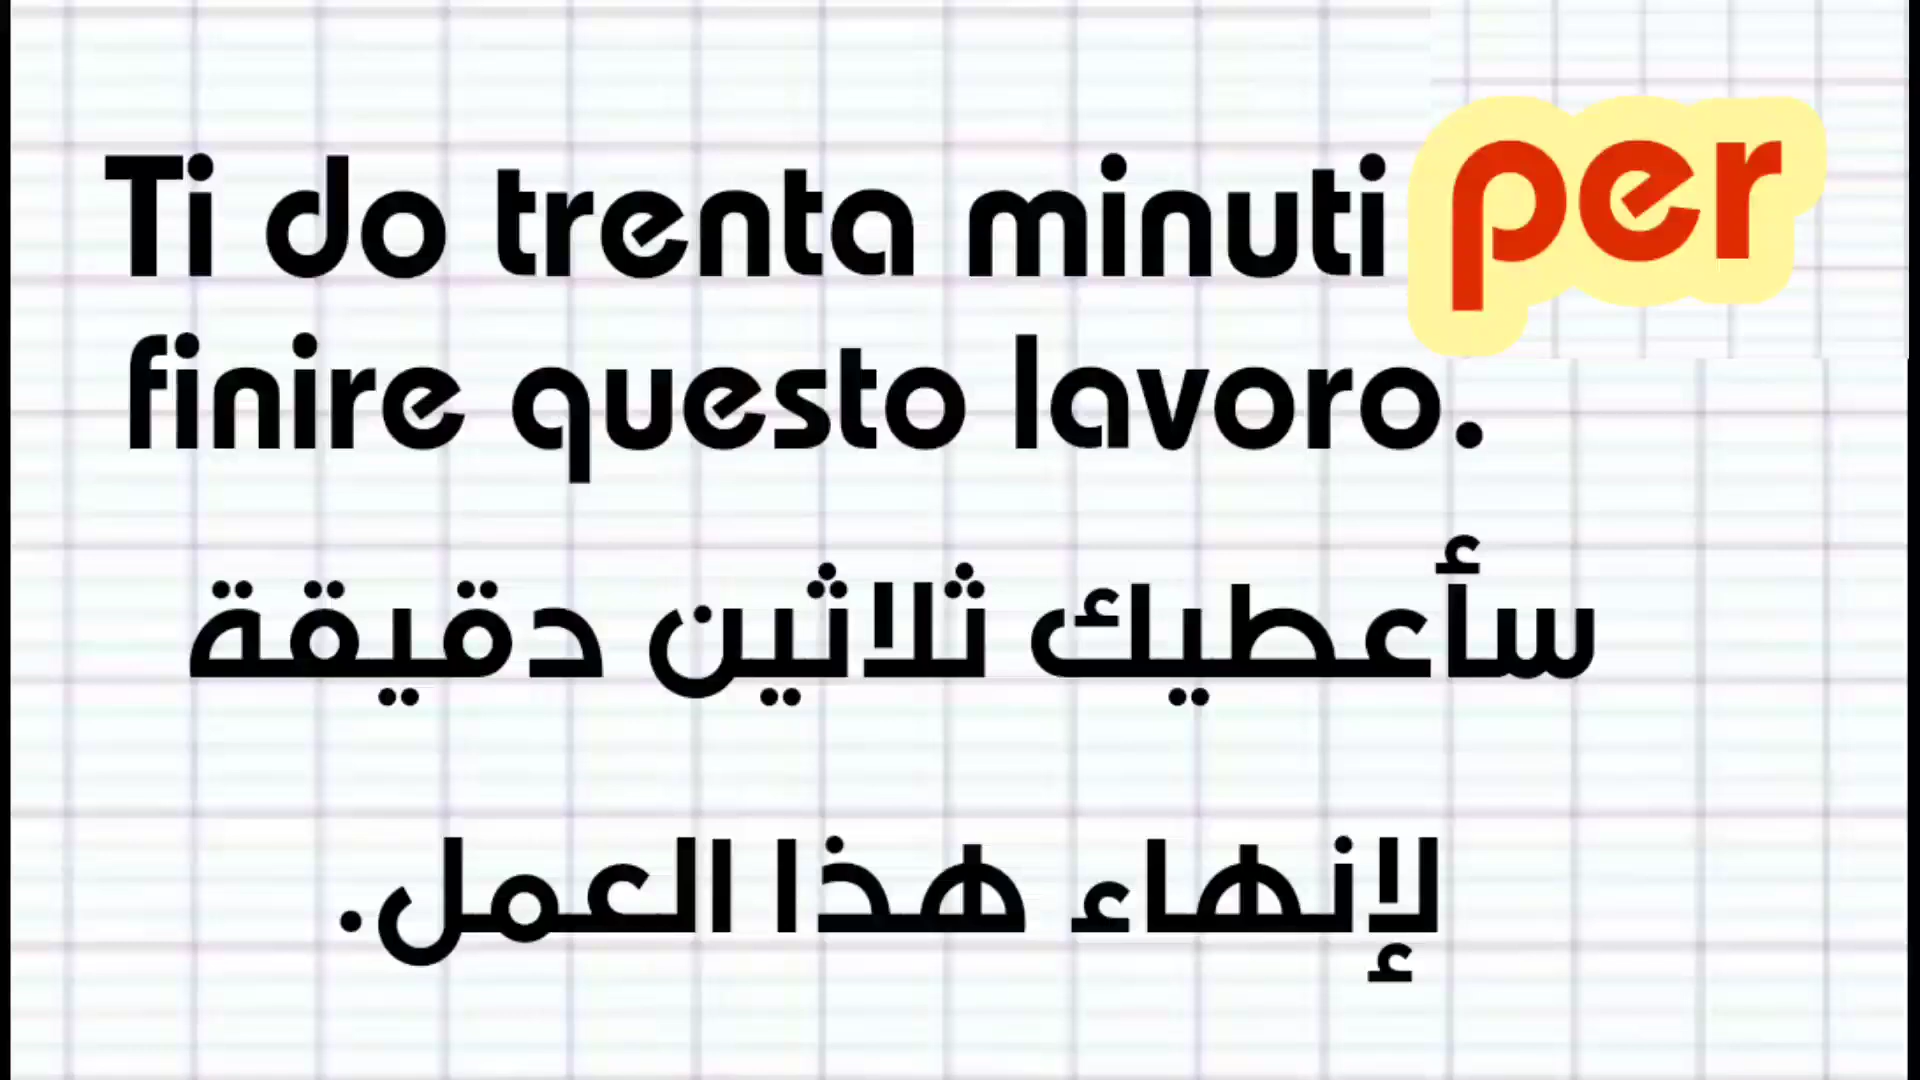 Ti do trenta minuti per
finire questo lavoro.
سأعطيك ثلاثين دقيقة
لإنهاء هذا العمل.